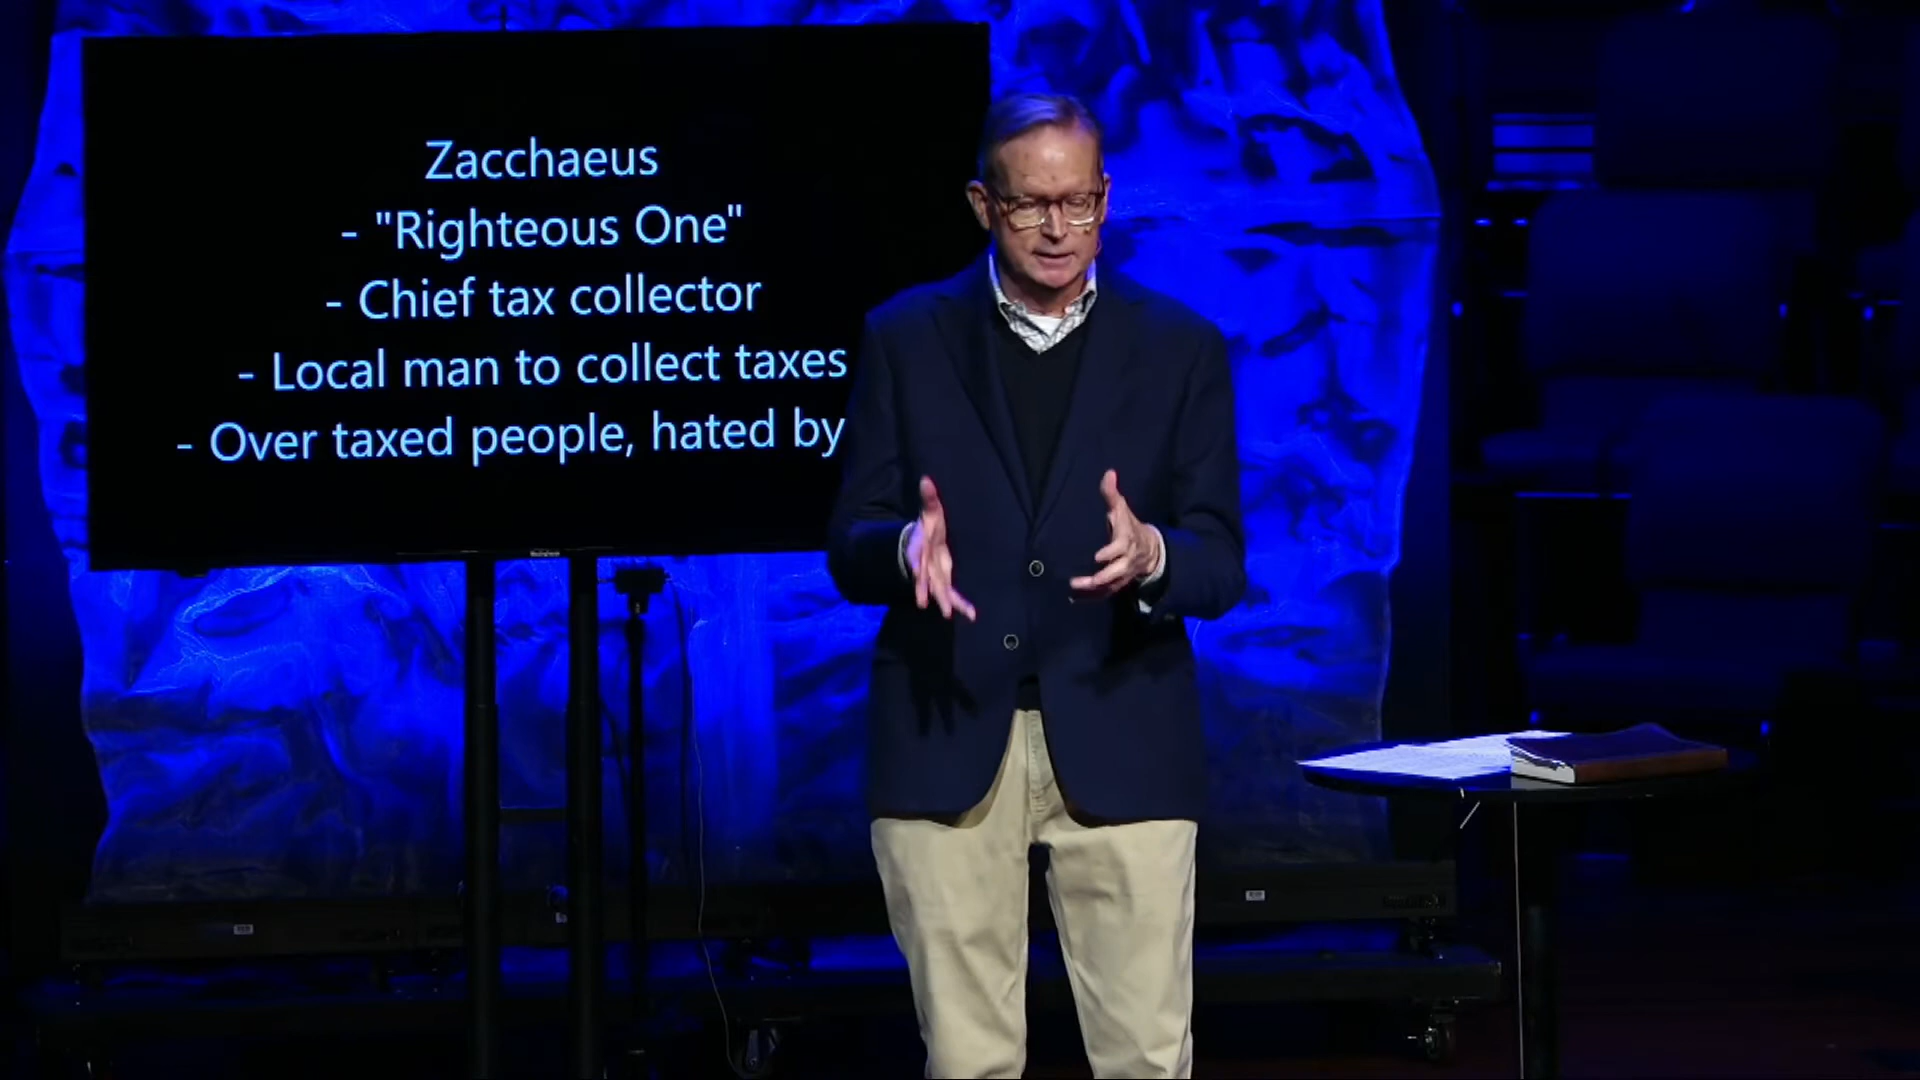 Zacchaeus
- "Righteous One"
- Chief tax collector
- Local man to collect taxes
- Over taxed people, hated by